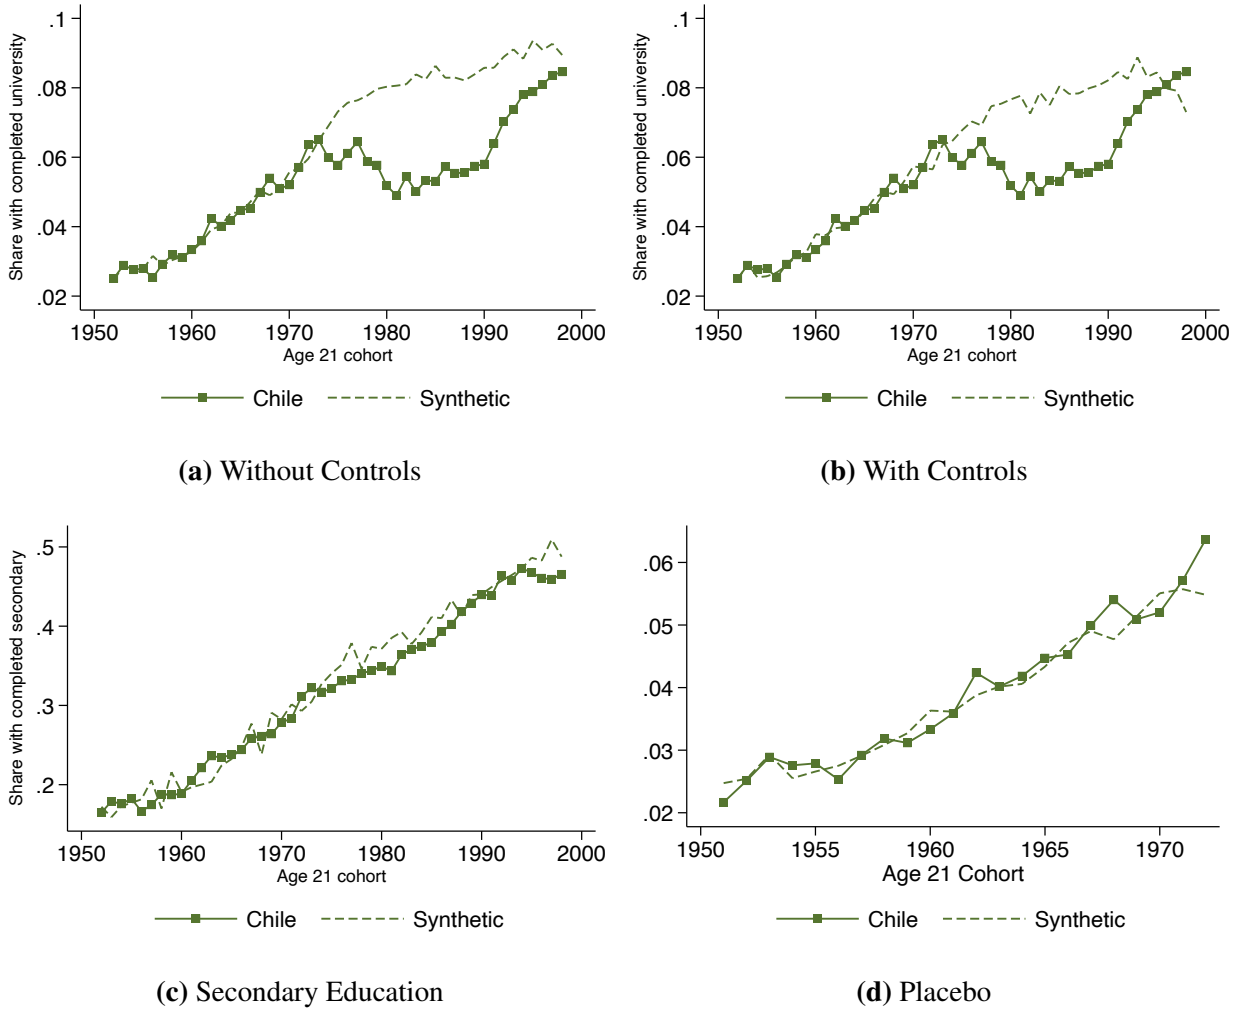 Share with completed university
.1
.08
.06
.04
.02
1950 1960 1970 1980 1990 2000
Age 21 cohort
Chile Synthetic
(a) Without Controls
Share with completed university
.1
.08
.06
.04
.02
1950 1960 1970 1980 1990 2000
Age 21 cohort
Chile Synthetic
(b) With Controls
Share with completed secondary
.5
.4
.3
.2
1950 1960 1970 1980 1990 2000
Age 21 cohort
Chile Synthetic
(c) Secondary Education
.06
.05
.04
.03
.02
1950 1955 1960 1965 1970
Age 21 Cohort
Chile Synthetic
(d) Placebo